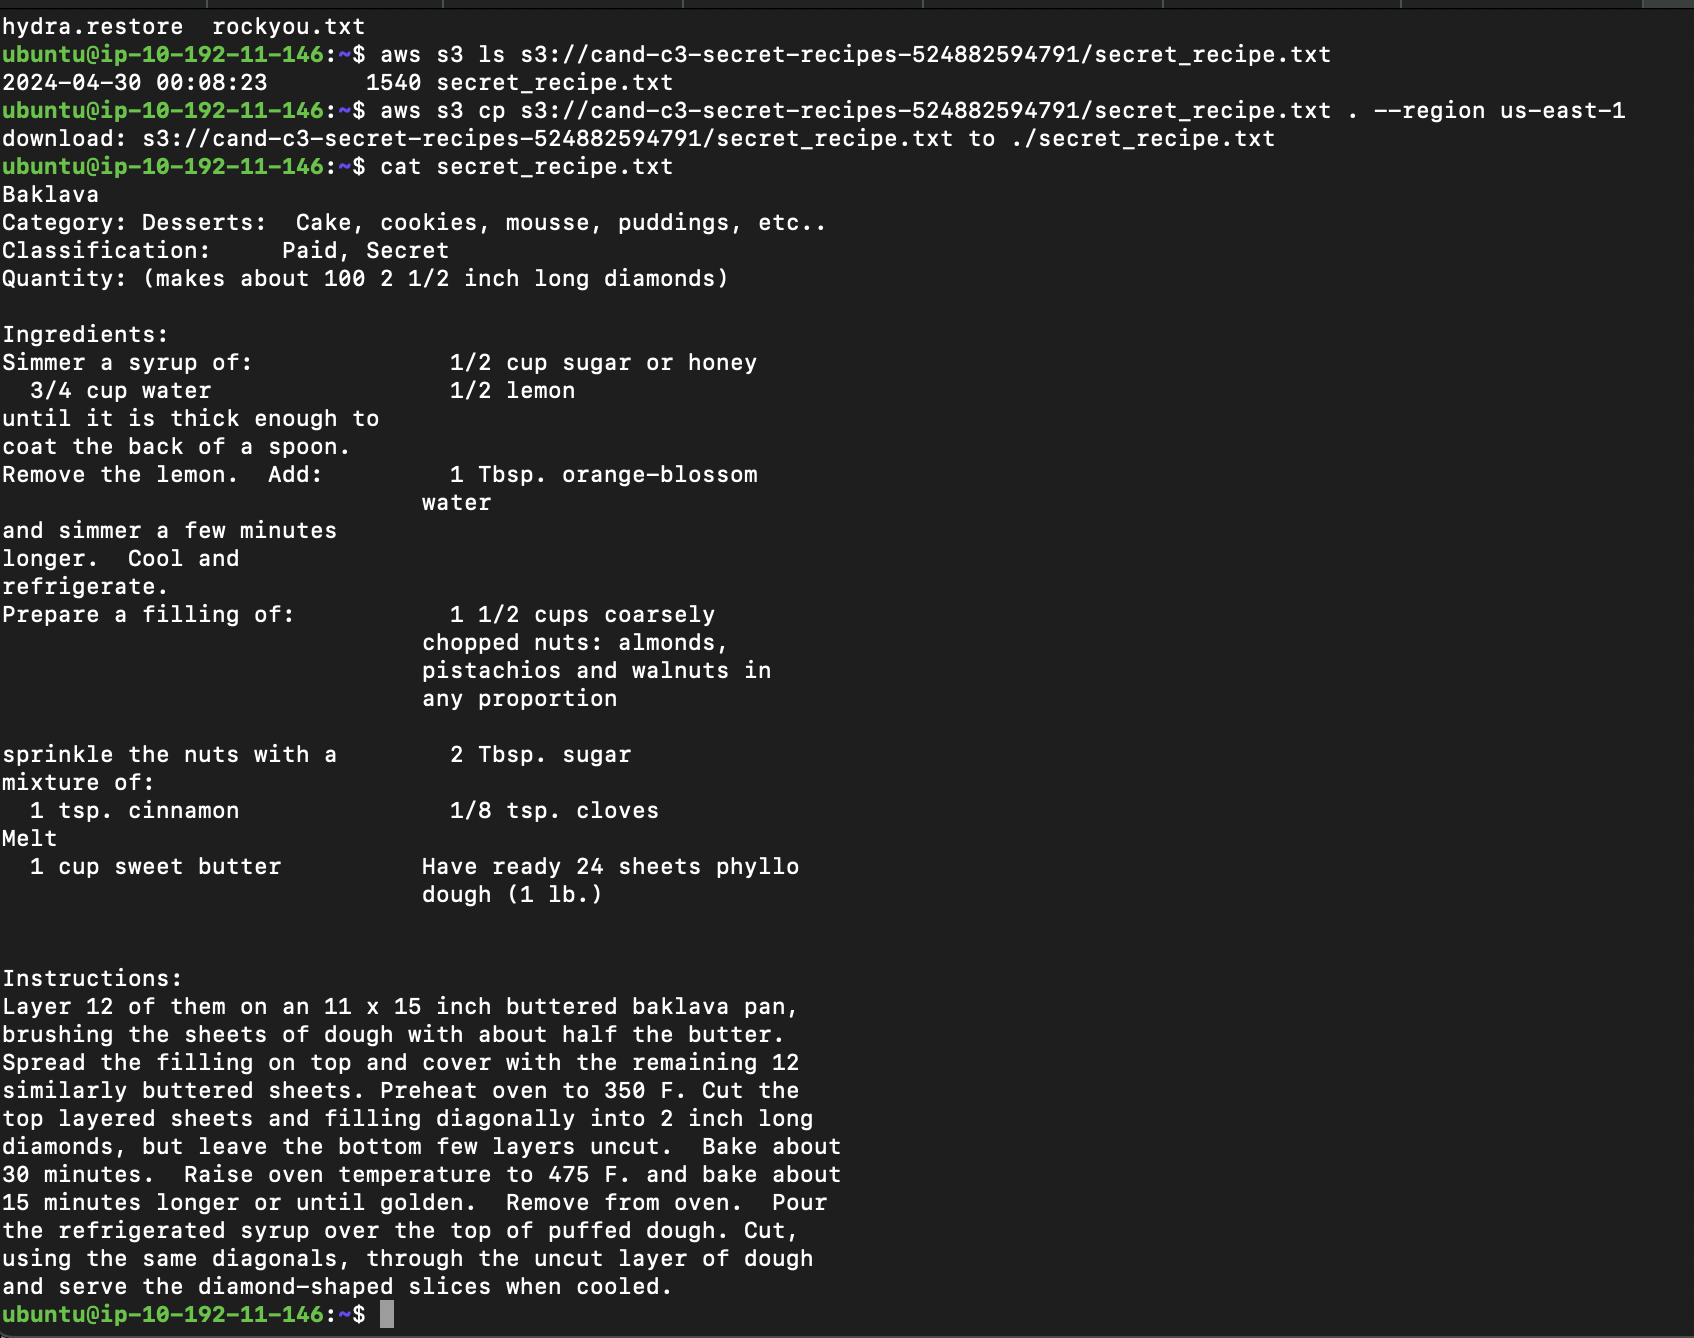 hydra.restore  rockyou.txt
ubuntu@ip-10-192-11-146:~$ aws s3 ls s3://cand-c3-secret-recipes-524882594791/secret_recipe.txt
2024-04-30 00:08:23       1540 secret_recipe.txt
ubuntu@ip-10-192-11-146:~$ aws s3 cp s3://cand-c3-secret-recipes-524882594791/secret_recipe.txt . --region us-east-1
download: s3://cand-c3-secret-recipes-524882594791/secret_recipe.txt to ./secret_recipe.txt
ubuntu@ip-10-192-11-146:~$ cat secret_recipe.txt
Baklava
Category: Desserts:  Cake, cookies, mousse, puddings, etc..
Classification:     Paid, Secret
Quantity: (makes about 100 2 1/2 inch long diamonds)

Ingredients:
Simmer a syrup of:              1/2 cup sugar or honey
  3/4 cup water                 1/2 lemon
until it is thick enough to
coat the back of a spoon.
Remove the lemon.  Add:         1 Tbsp. orange-blossom
                              water
and simmer a few minutes
longer.  Cool and
refrigerate.
Prepare a filling of:           1 1/2 cups coarsely
                              chopped nuts: almonds,
                              pistachios and walnuts in
                              any proportion

sprinkle the nuts with a        2 Tbsp. sugar
mixture of:
  1 tsp. cinnamon               1/8 tsp. cloves
Melt
  1 cup sweet butter          Have ready 24 sheets phyllo
                              dough (1 lb.)


Instructions:
Layer 12 of them on an 11 x 15 inch buttered baklava pan,
brushing the sheets of dough with about half the butter.
Spread the filling on top and cover with the remaining 12
similarly buttered sheets. Preheat oven to 350 F. Cut the
top layered sheets and filling diagonally into 2 inch long
diamonds, but leave the bottom few layers uncut.  Bake about
30 minutes.  Raise oven temperature to 475 F. and bake about
15 minutes longer or until golden.  Remove from oven.  Pour
the refrigerated syrup over the top of puffed dough. Cut,
using the same diagonals, through the uncut layer of dough
and serve the diamond-shaped slices when cooled.
ubuntu@ip-10-192-11-146:~$